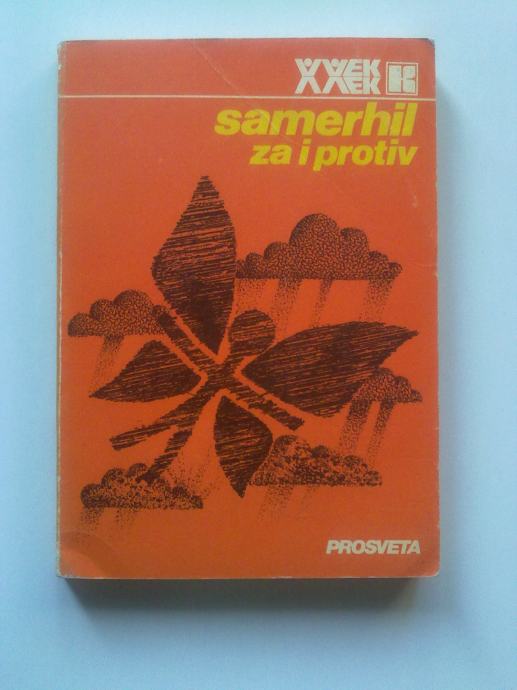 XX VEK
samerhil
za i protiv
PROSVETA